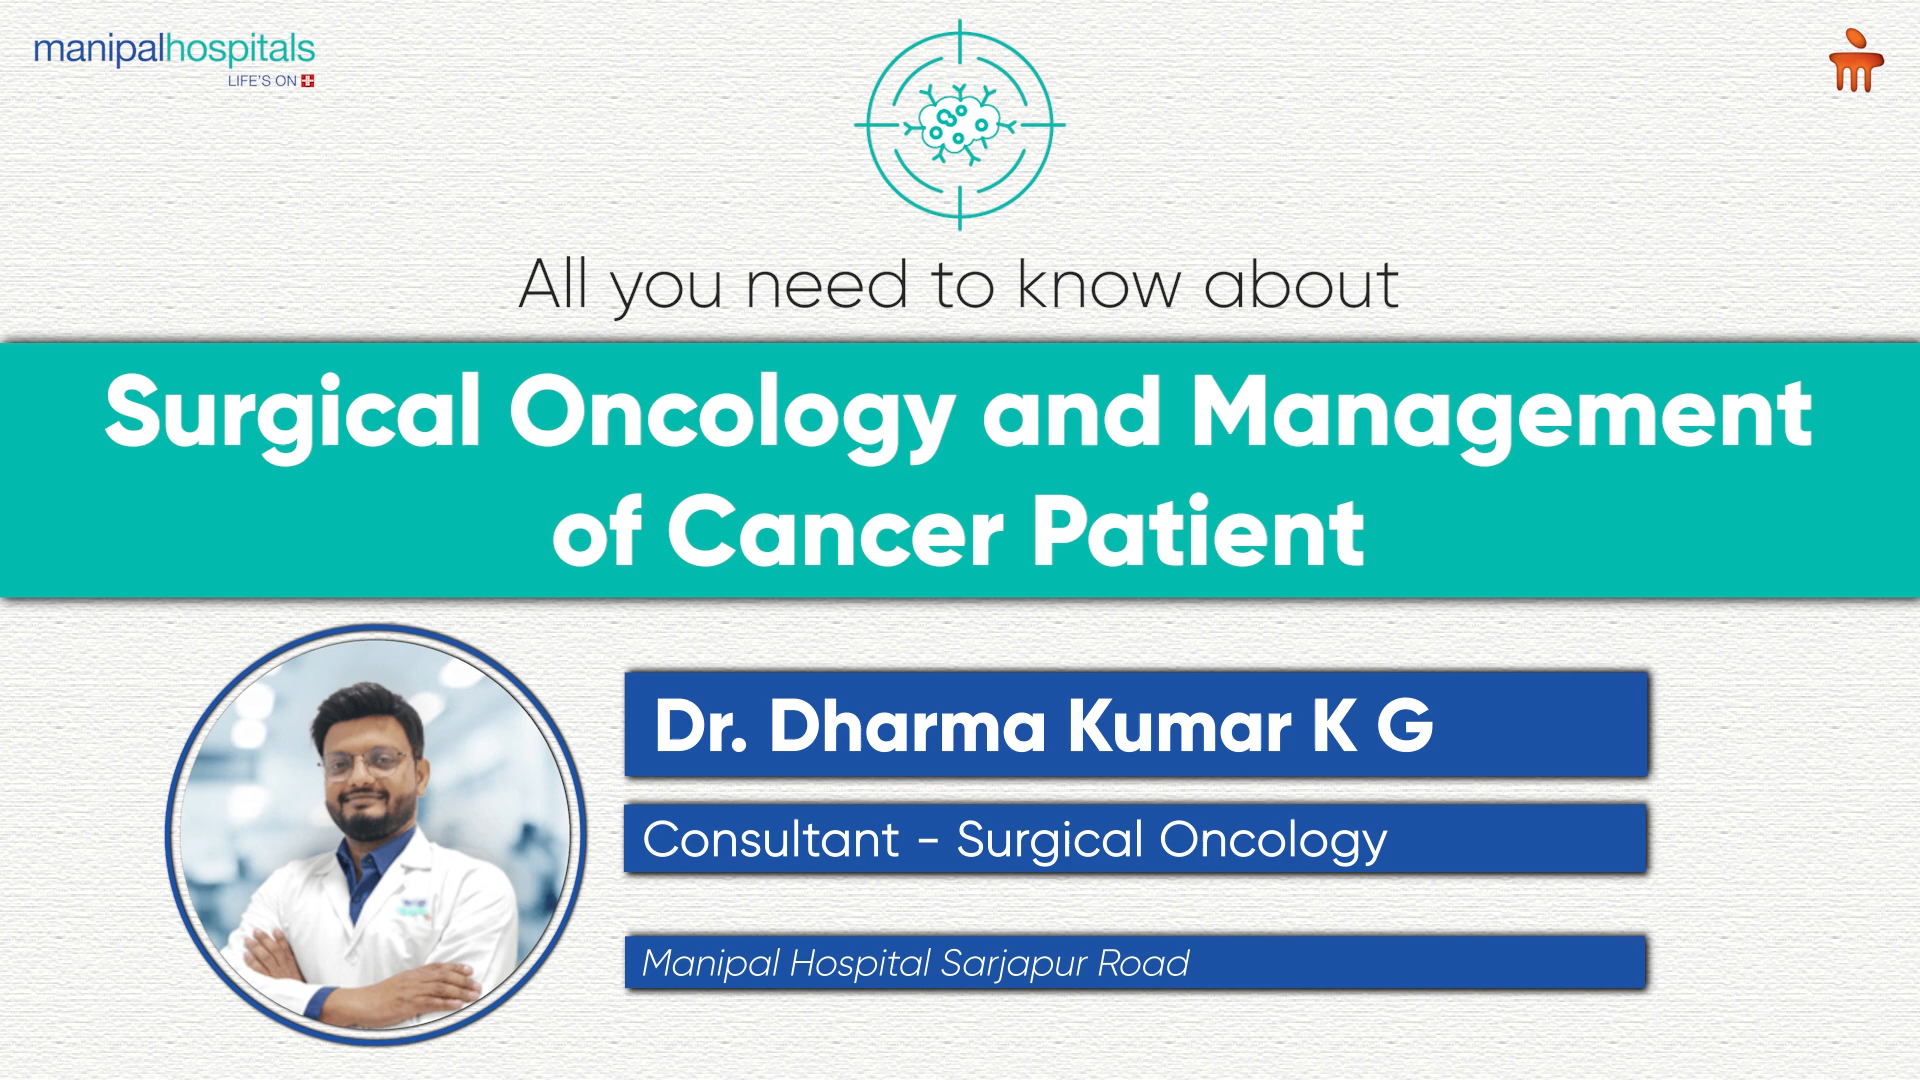 manipalhospitals
LIFE'S ON
All you need to know about
Surgical Oncology and Management
of Cancer Patient
Dr. Dharma Kumar K G
Consultant - Surgical Oncology
Manipal Hospital Sarjapur Road